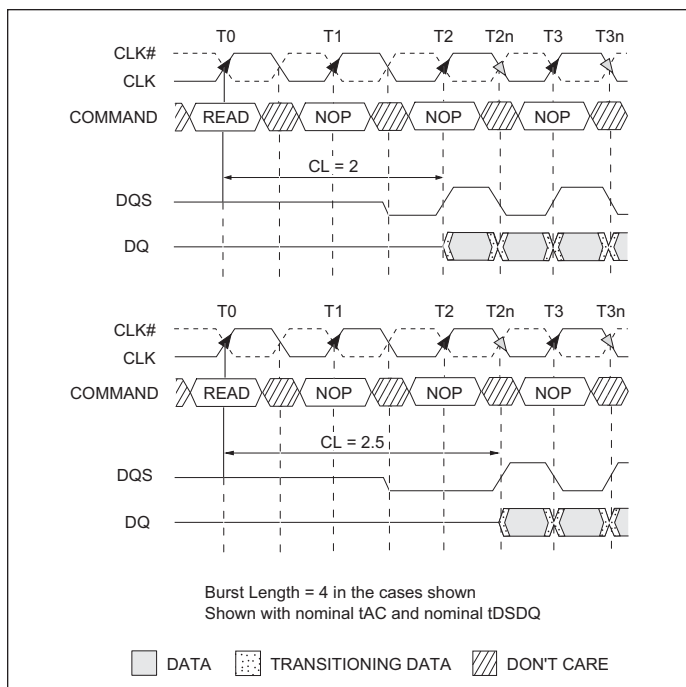 T0 T1 T2 T2n T3 T3n
CLK#
CLK
COMMAND READ NOP NOP NOP
CL = 2
DQS
DQ
T0 T1 T2 T2n T3 T3n
CLK#
CLK
COMMAND READ NOP NOP NOP
CL = 2.5
DQS
DQ
Burst Length = 4 in the cases shown
Shown with nominal tAC and nominal tDSDQ
DATA TRANSITIONING DATA DON'T CARE